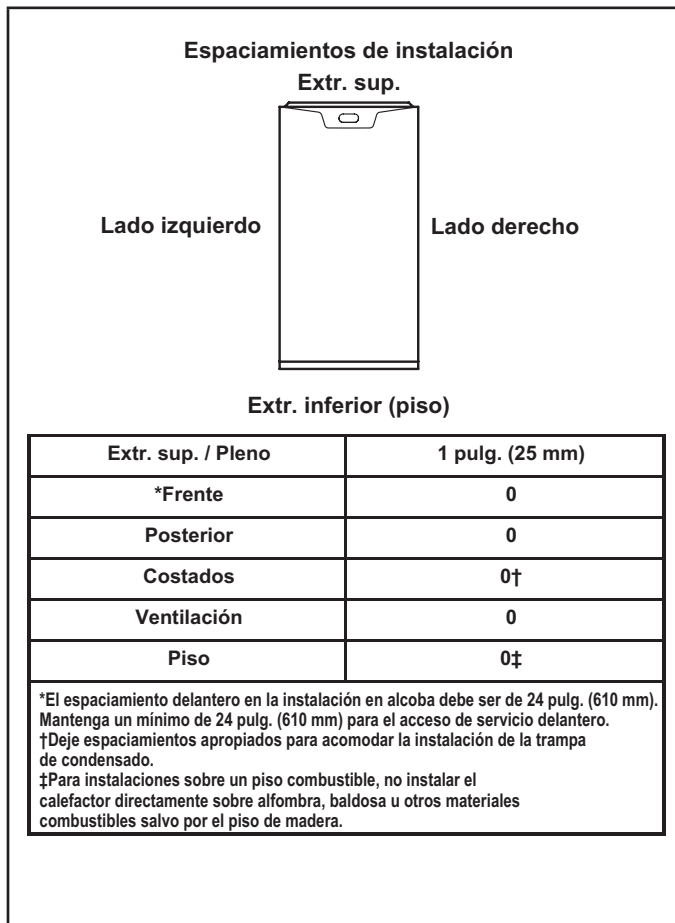 Espaciamientos de instalación
Extr. sup.
Lado izquierdo
Lado derecho
Extr. inferior (piso)
Extr. sup. / Pleno 1 pulg. (25 mm)
*Frente 0
Posterior 0
Costados 0†
Ventilación 0
Piso 0‡
*El espaciamiento delantero en la instalación en alcoba debe ser de 24 pulg. (610 mm).
Mantenga un mínimo de 24 pulg. (610 mm) para el acceso de servicio delantero.
†Deje espaciamientos apropiados para acomodar la instalación de la trampa
de condensado.
‡Para instalaciones sobre un piso combustible, no instalar el
calefactor directamente sobre alfombra, baldosa u otros materiales
combustibles salvo por el piso de madera.